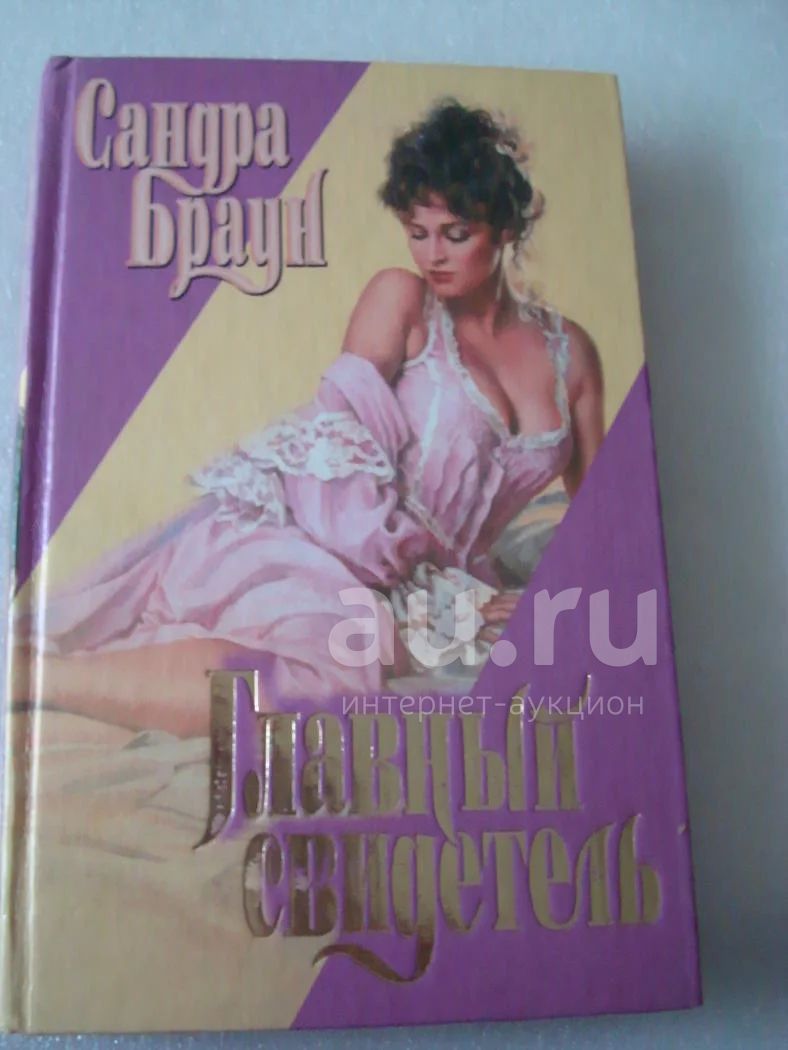 Сандра
Браун
au.ru
интернет-аукцион
Главный
свидетель